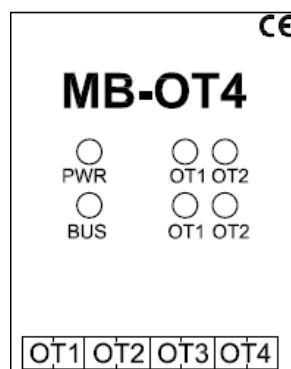 CE
MB-OT4
PWR OT1 OT2
BUS OT1 OT2
OT1 OT2 OT3 OT4